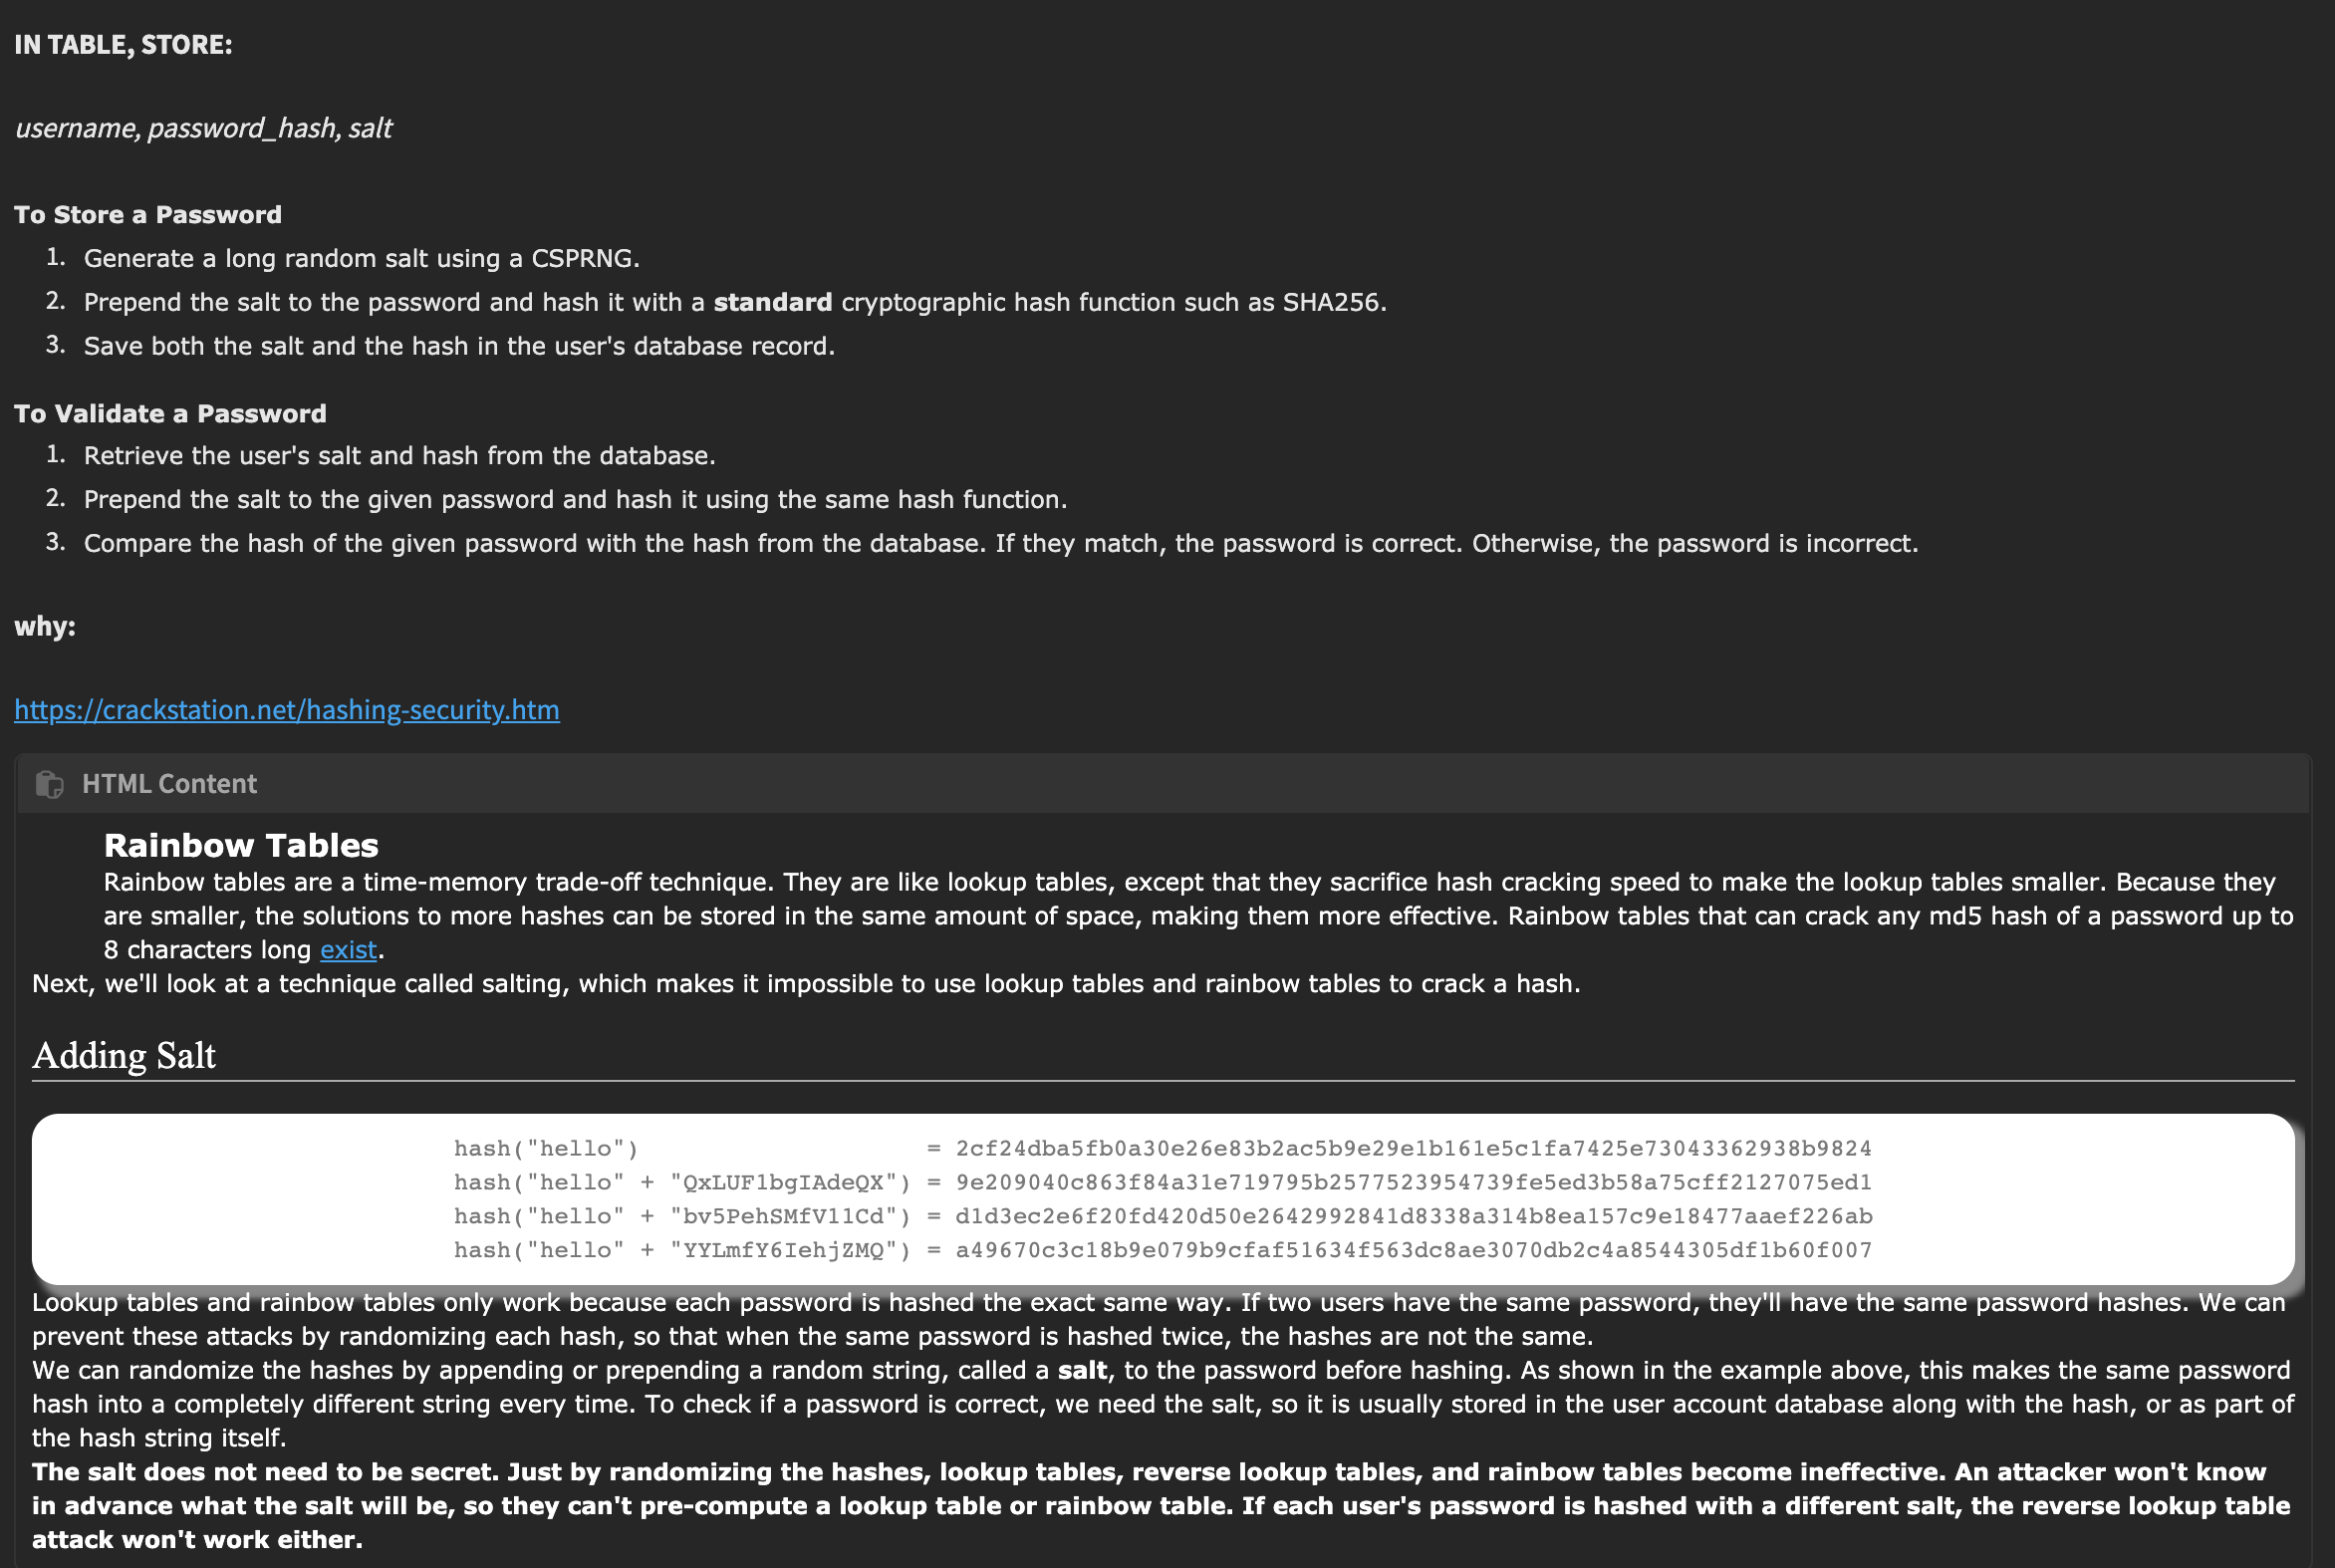 IN TABLE, STORE:
username, password_hash, salt
To Store a Password
1. Generate a long random salt using a CSPRNG.
2. Prepend the salt to the password and hash it with a standard cryptographic hash function such as SHA256.
3. Save both the salt and the hash in the user's database record.
To Validate a Password
1. Retrieve the user's salt and hash from the database.
2. Prepend the salt to the given password and hash it using the same hash function.
3. Compare the hash of the given password with the hash from the database. If they match, the password is correct. Otherwise, the password is incorrect.
why:
https://crackstation.net/hashing-security.htm
HTML Content
Rainbow Tables
Rainbow tables are a time-memory trade-off technique. They are like lookup tables, except that they sacrifice hash cracking speed to make the lookup tables smaller. Because they
are smaller, the solutions to more hashes can be stored in the same amount of space, making them more effective. Rainbow tables that can crack any md5 hash of a password up to
8 characters long exist.
Next, we'll look at a technique called salting, which makes it impossible to use lookup tables and rainbow tables to crack a hash.
Adding Salt
hash("hello") = 2cf24dba5fb0a30e26e83b2ac5b9e29e1b161e5c1fa7425e73043362938b9824
hash("hello" + "QxLUF1bgIAdeQX") = 9e209040c863f84a31e719795b2577523954739fe5ed3b58a75cff2127075ed1
hash("hello" + "bv5PehSMfV11Cd") = d1d3ec2e6f20fd420d50e2642992841d8338a314b8ea157c9e18477aaef226ab
hash("hello" + "YYLmfY6IehjZMQ") = a49670c3c18b9e079b9cfaf51634f563dc8ae3070db2c4a8544305df1b60f007
Lookup tables and rainbow tables only work because each password is hashed the exact same way. If two users have the same password, they'll have the same password hashes. We can
prevent these attacks by randomizing each hash, so that when the same password is hashed twice, the hashes are not the same.
We can randomize the hashes by appending or prepending a random string, called a salt, to the password before hashing. As shown in the example above, this makes the same password
hash into a completely different string every time. To check if a password is correct, we need the salt, so it is usually stored in the user account database along with the hash, or as part of
the hash string itself.
The salt does not need to be secret. Just by randomizing the hashes, lookup tables, reverse lookup tables, and rainbow tables become ineffective. An attacker won't know
in advance what the salt will be, so they can't pre-compute a lookup table or rainbow table. If each user's password is hashed with a different salt, the reverse lookup table
attack won't work either.